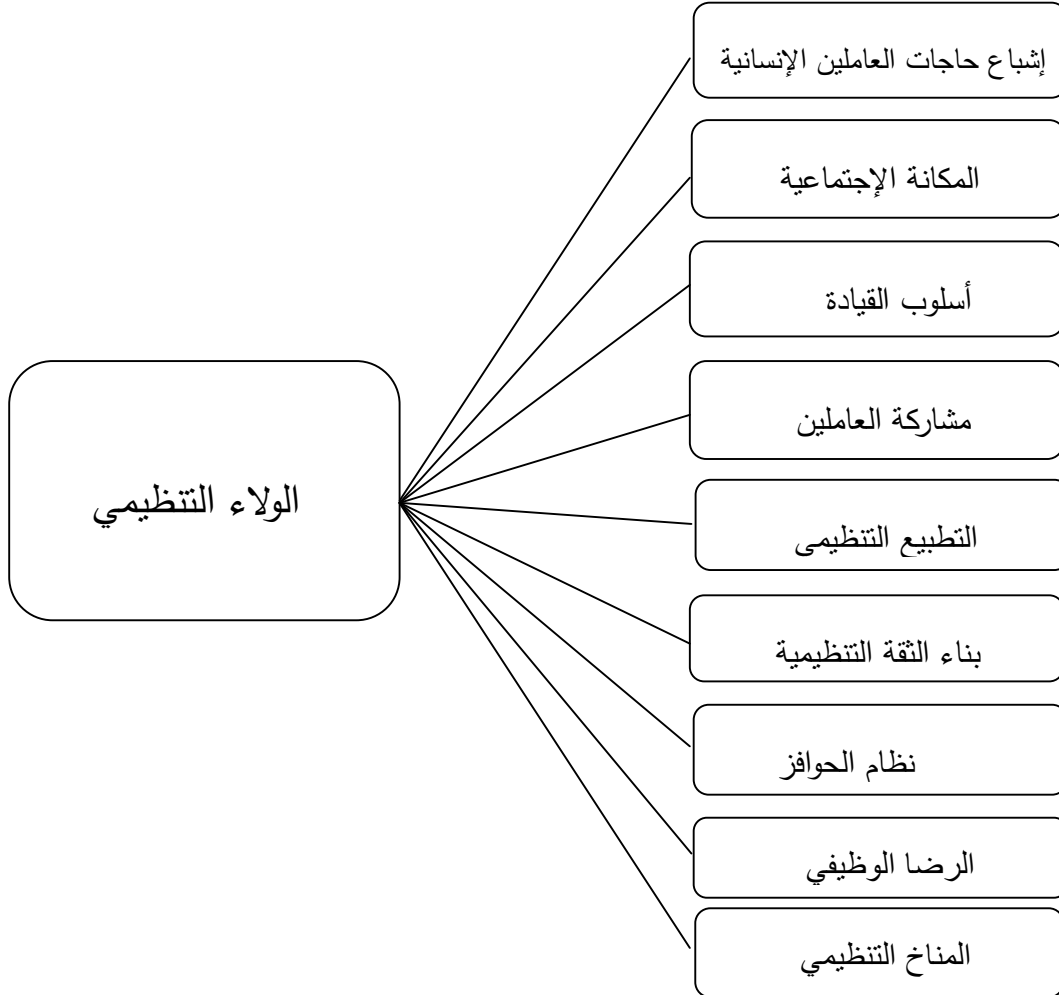 إشباع حاجات العاملين الإنسانية
المكانة الإجتماعية
أسلوب القيادة
مشاركة العاملين
الولاء التنظيمي
التطبيع التنظيمى
بناء الثقة التنظيمية
نظام الحوافز
الرضا الوظيفي
المناخ التنظيمي